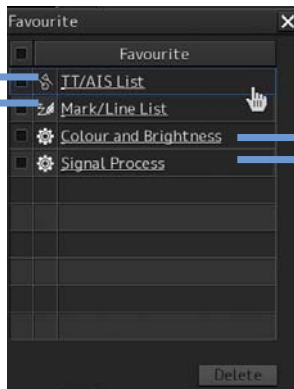 Favourite
Favourite
TT/AIS List
Mark/Line List
Colour and Brightness
Signal Process
Delete